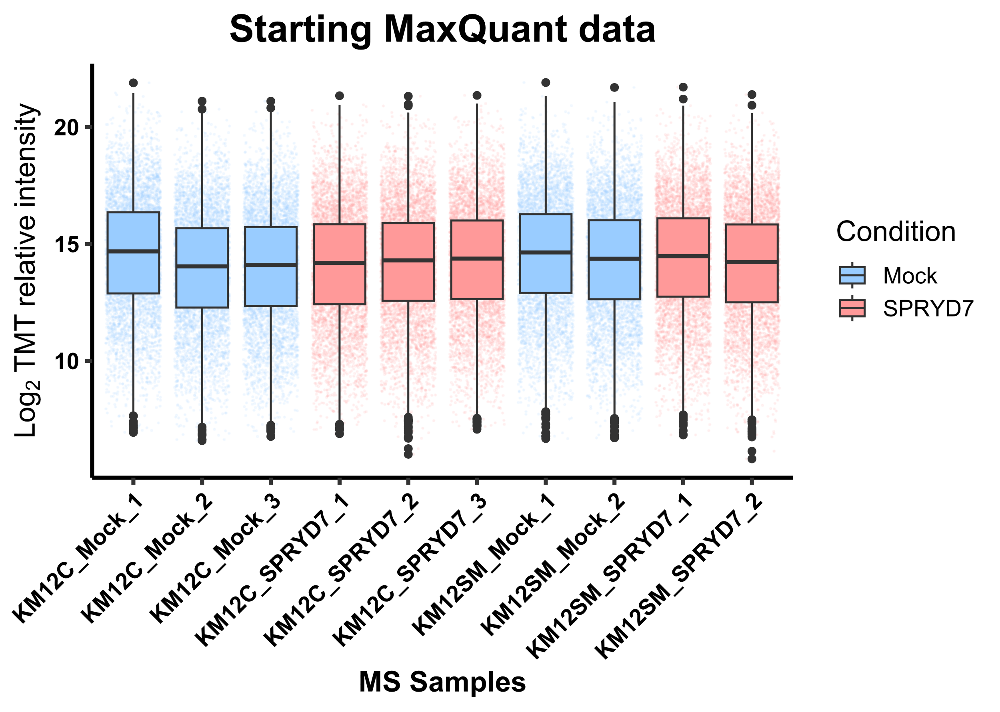 Starting MaxQuant data
Log₂ TMT relative intensity
20
15
10
KM12C_Mock_1
KM12C_Mock_2
KM12C_Mock_3
KM12C_SPRYD7_1
KM12C_SPRYD7_2
KM12C_SPRYD7_3
KM12SM_Mock_1
KM12SM_Mock_2
KM12SM_SPRYD7_1
KM12SM_SPRYD7_2
MS Samples
Condition
Mock
SPRYD7